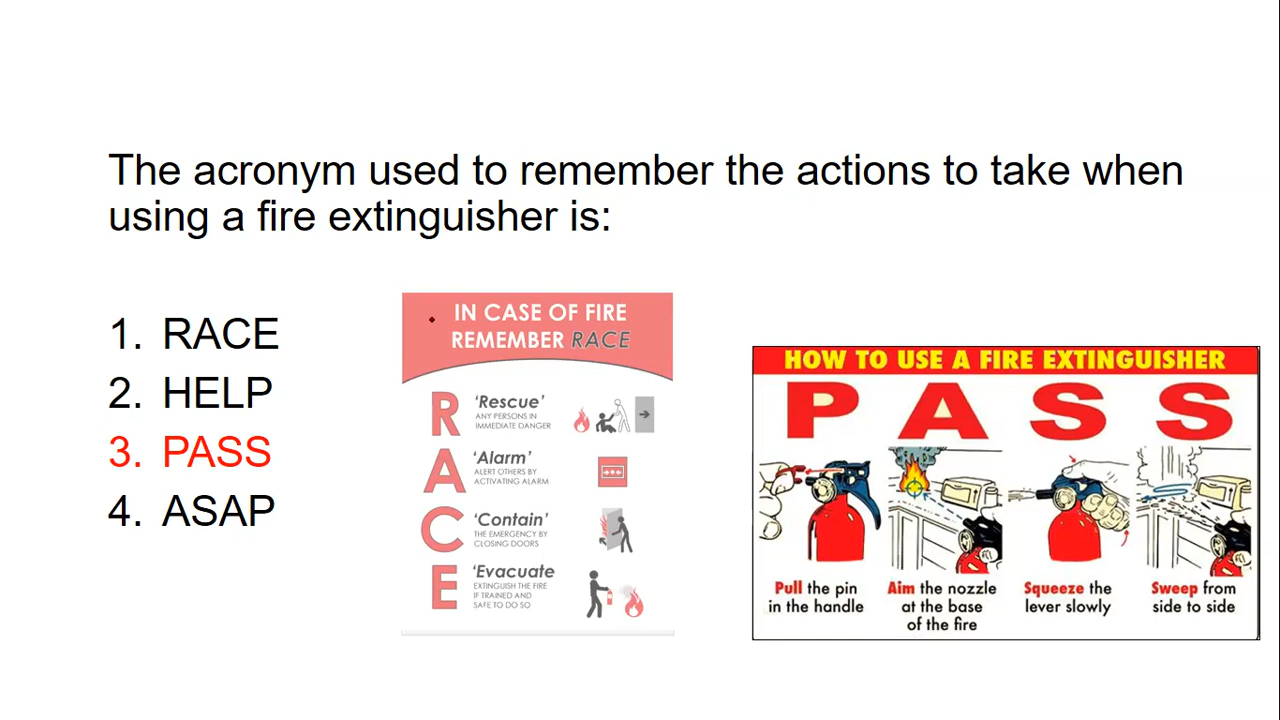 The acronym used to remember the actions to take when
using a fire extinguisher is:
1. RACE
2. HELP
3. PASS
4. ASAP
IN CASE OF FIRE
REMEMBER RACE
R
'Rescue'
ANY PERSONS IN
IMMEDIATE DANGER
A
'Alarm'
ALERT OTHERS BY
ACTIVATING ALARM
C
'Contain'
THE EMERGENCY BY
CLOSING DOORS
E
'Evacuate
EXTINGUISH THE FIRE
IF TRAINED AND
SAFE TO DO SO
HOW TO USE A FIRE EXTINGUISHER
P A S S
Pull the pin
in the handle
Aim the nozzle
at the base
of the fire
Squeeze the
lever slowly
Sweep from
side to side